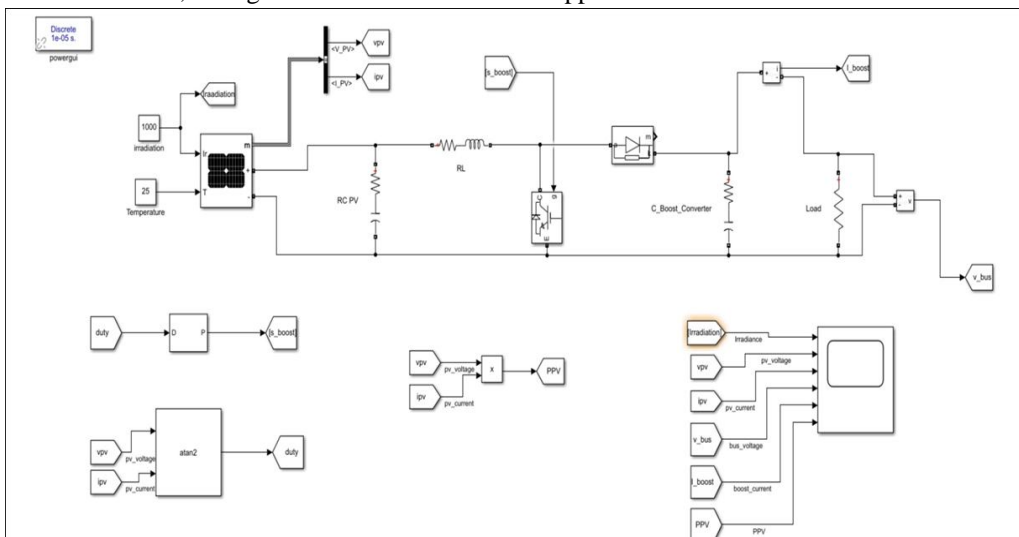 Discrete
1e-05 s.
powergui
<V_PV>
vpv
<I_PV>
ipv
[s_boost]
i
+
-
I_boost
Iraadiation
1000
irradiation
Ir
m
+
T
-
25
Temperature
RL
RC PV
g
C
E
m
C_Boost_Converter
Load
+
-
v
v_bus
duty
D
P
[s_boost]
vpv
pv_voltage
ipv
pv_current
x
PPV
vpv
pv_voltage
ipv
pv_current
atan2
duty
[Irradiation]
Irradiance
vpv
pv_voltage
ipv
pv_current
v_bus
bus_voltage
I_boost
boost_current
PPV
PPV